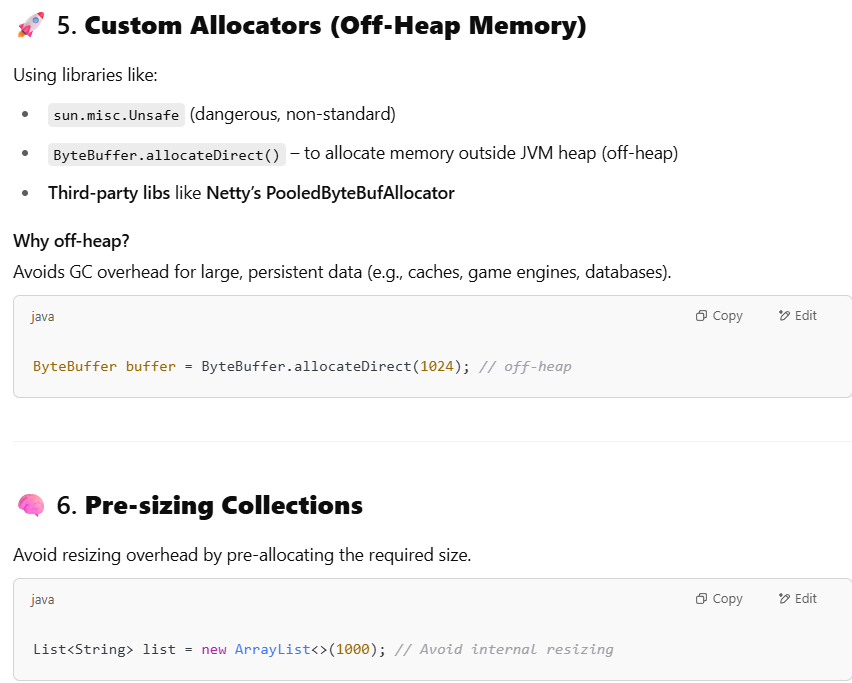 🚀 5. Custom Allocators (Off-Heap Memory)
Using libraries like:
• sun.misc.Unsafe (dangerous, non-standard)
• ByteBuffer.allocateDirect() – to allocate memory outside JVM heap (off-heap)
• Third-party libs like Netty’s PooledByteBufAllocator
Why off-heap?
Avoids GC overhead for large, persistent data (e.g., caches, game engines, databases).
java Copy Edit
ByteBuffer buffer = ByteBuffer.allocateDirect(1024); // off-heap
🧠 6. Pre-sizing Collections
Avoid resizing overhead by pre-allocating the required size.
java Copy Edit
List<String> list = new ArrayList<>(1000); // Avoid internal resizing